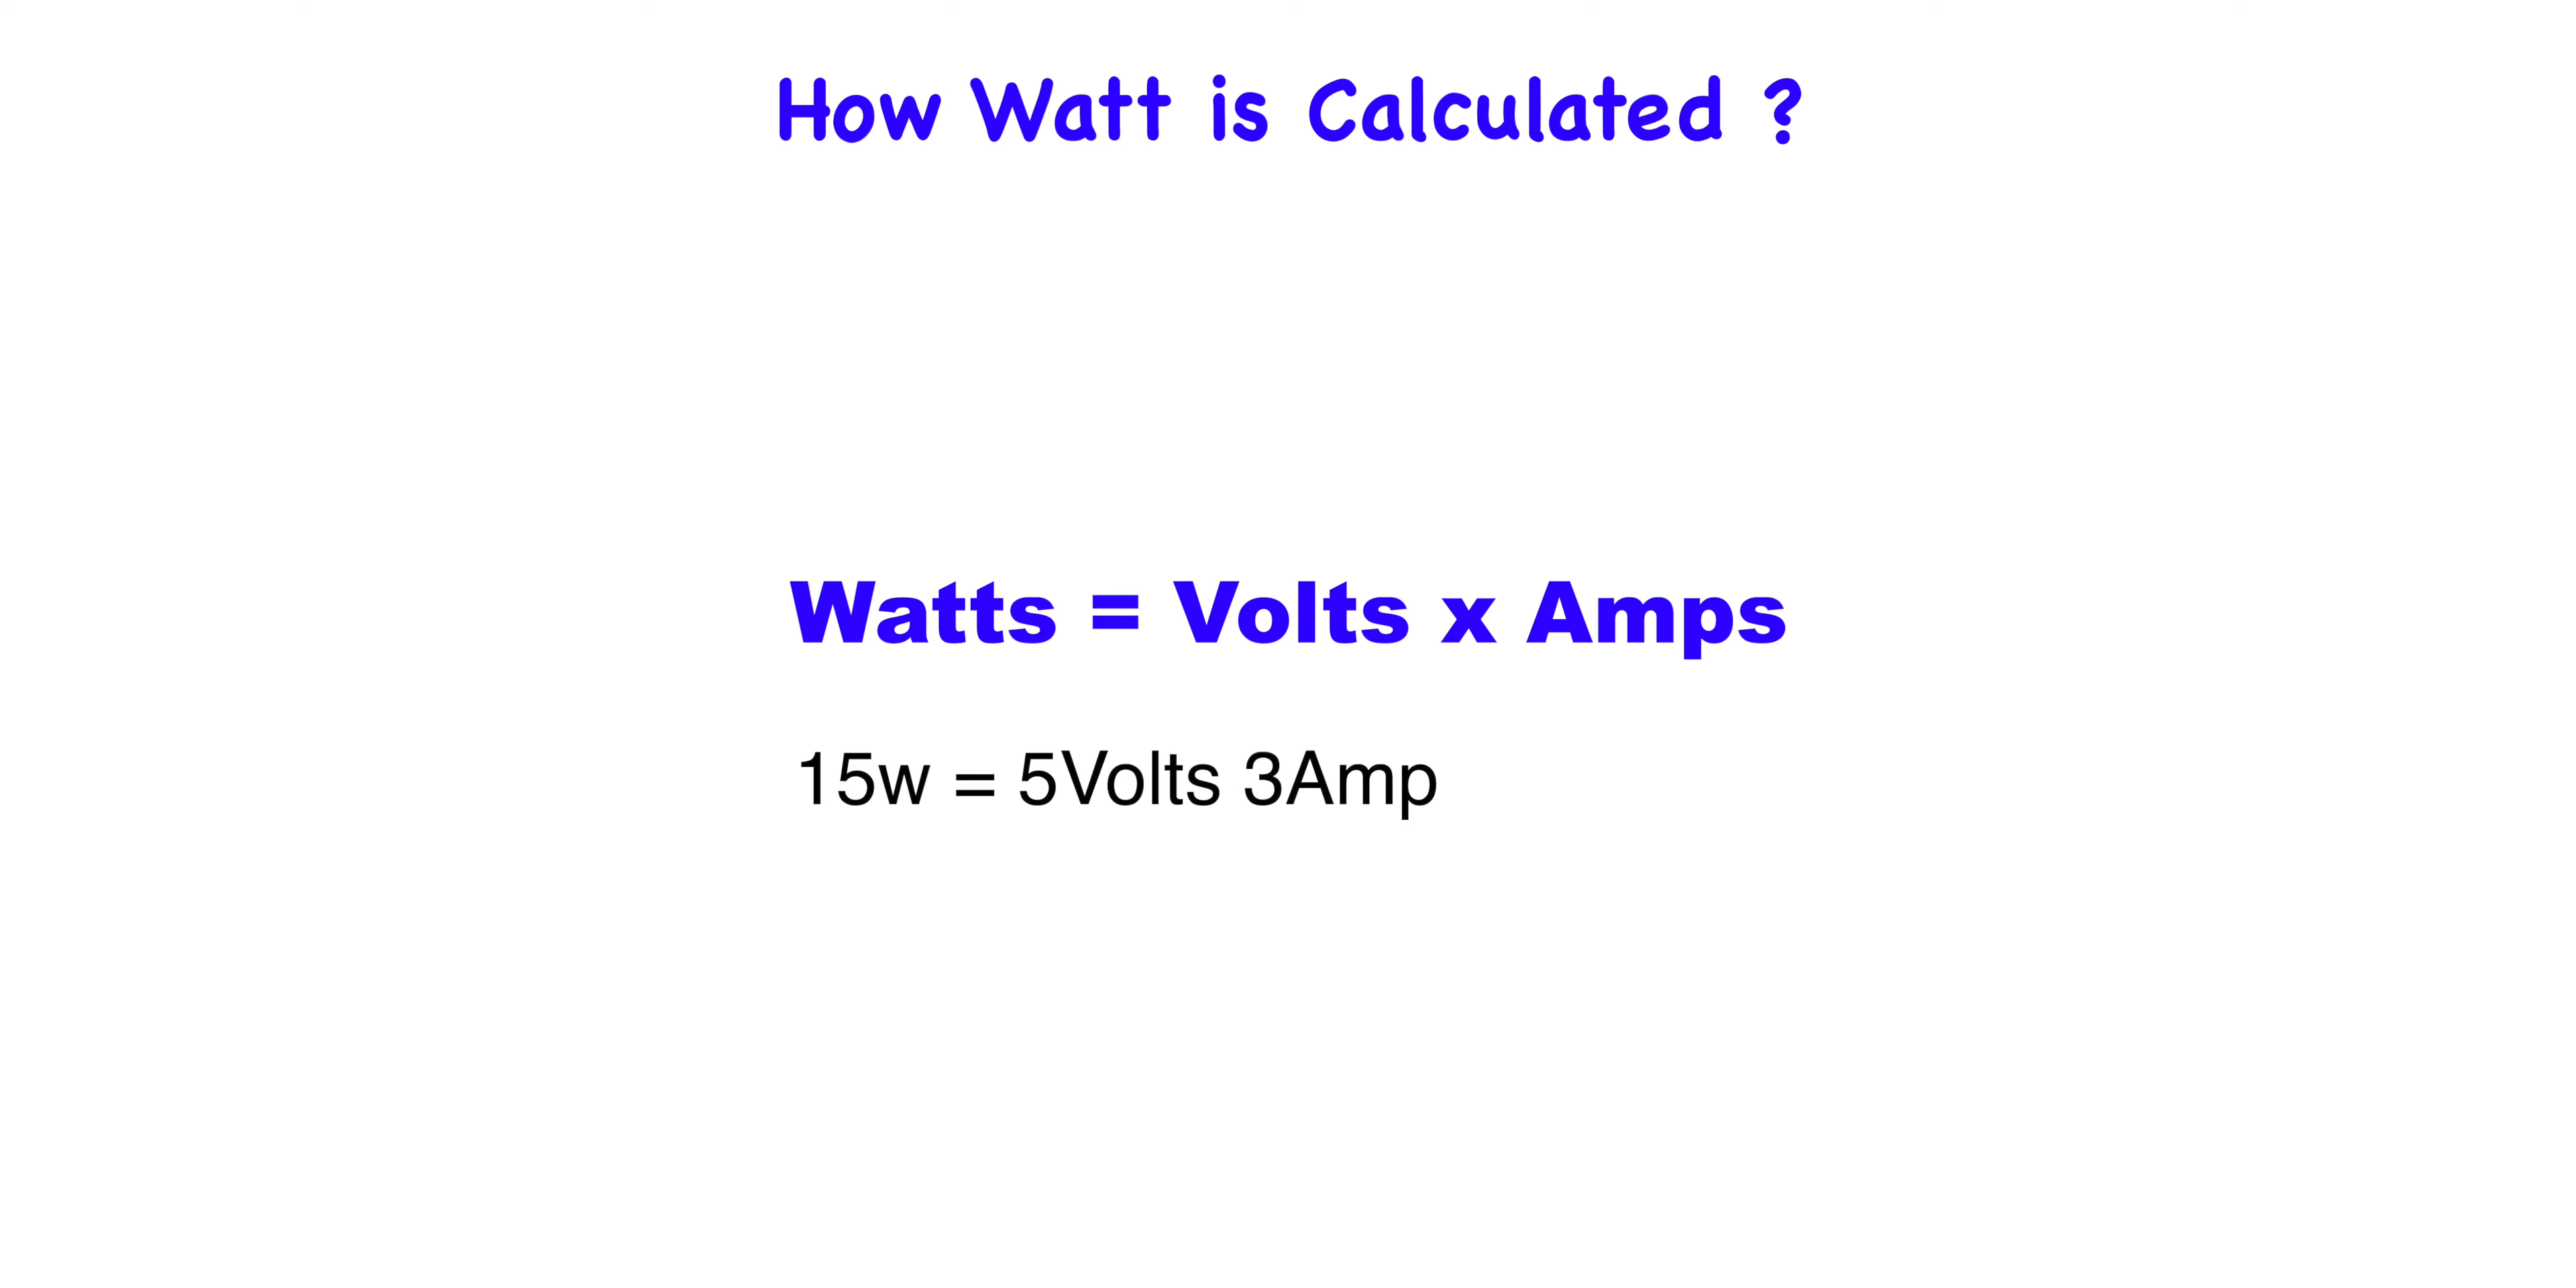 How Watt is Calculated ?
Watts = Volts x Amps
15w = 5Volts 3Amp